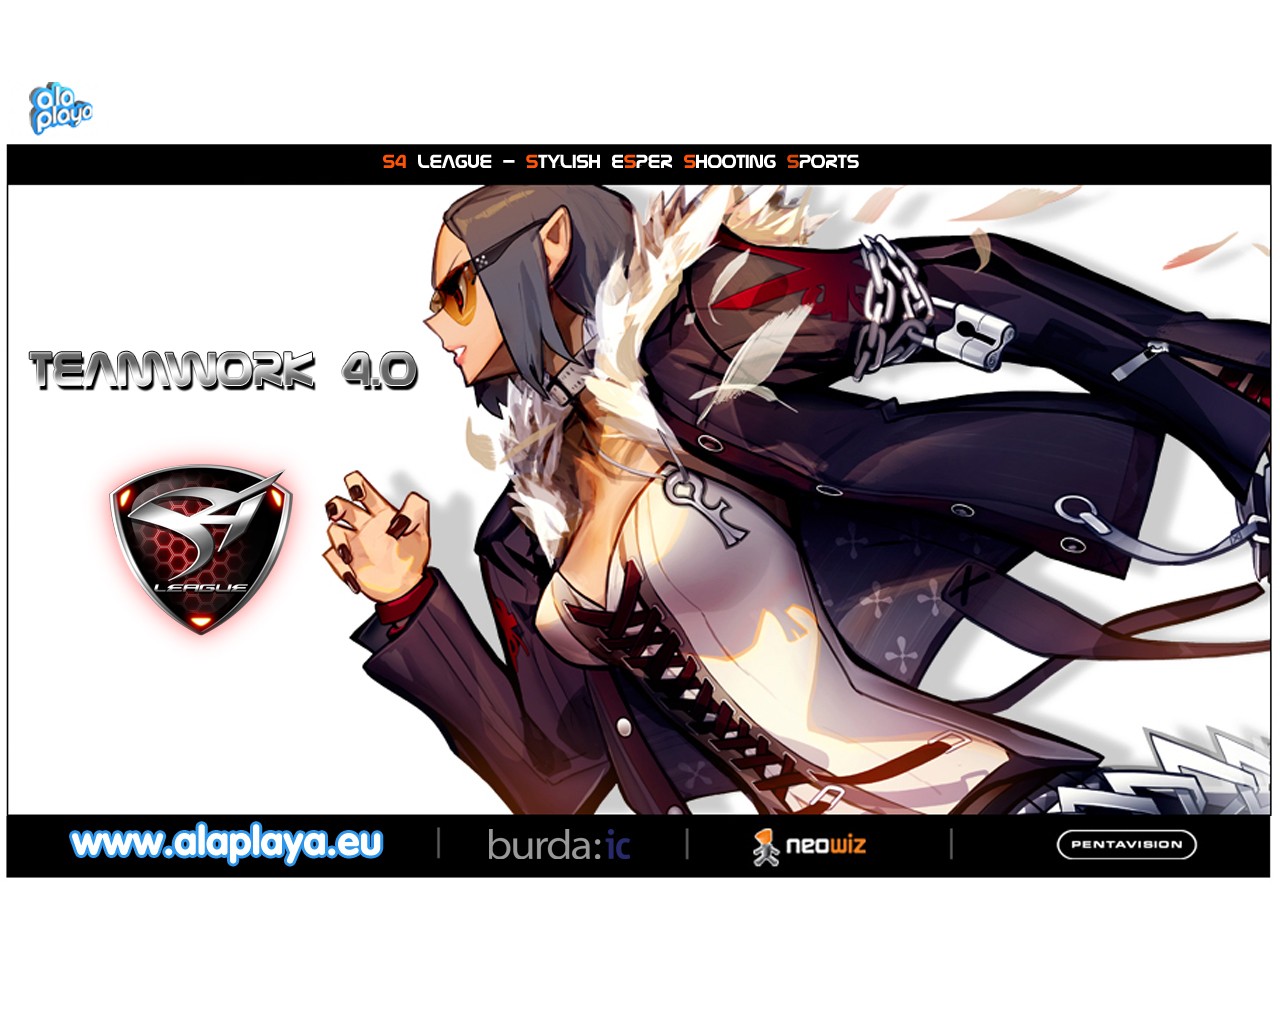 ala
playa
S4 LEAGUE – STYLISH ESPER SHOOTING SPORTS
TEAMWORK 4.0
S4
LEAGUE
www.alaplaya.eu | burda:ic | neowiz | PENTAVISION